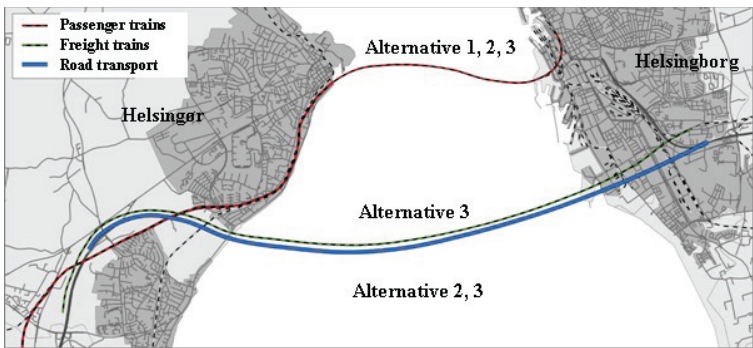 Passenger trains
Freight trains
Road transport
Alternative 1, 2, 3
Helsingborg
Helsingør
Alternative 3
Alternative 2, 3